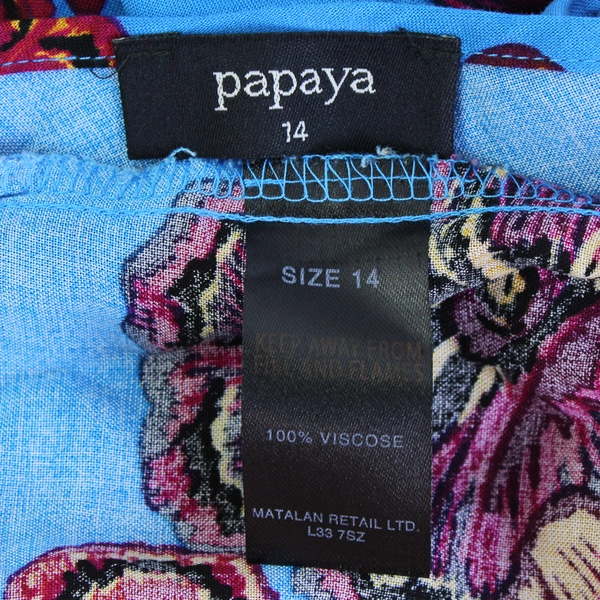 papaya
14
SIZE 14
KEEP AWAY FROM
FIRE AND FLAMES
100% VISCOSE
MATALAN RETAIL LTD.
L33 7SZ